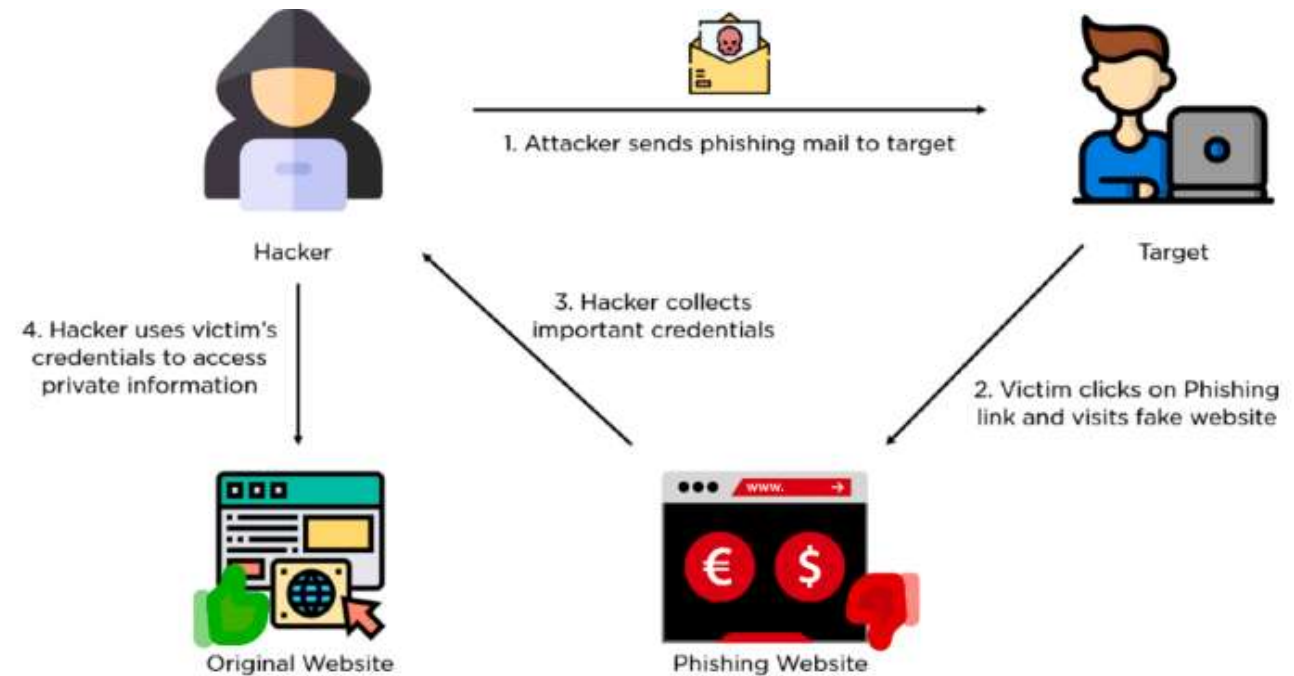 1. Attacker sends phishing mail to target
Hacker
Target
3. Hacker collects
important credentials
4. Hacker uses victim's
credentials to access
private information
2. Victim clicks on Phishing
link and visits fake website
www.
€ $
Original Website
Phishing Website